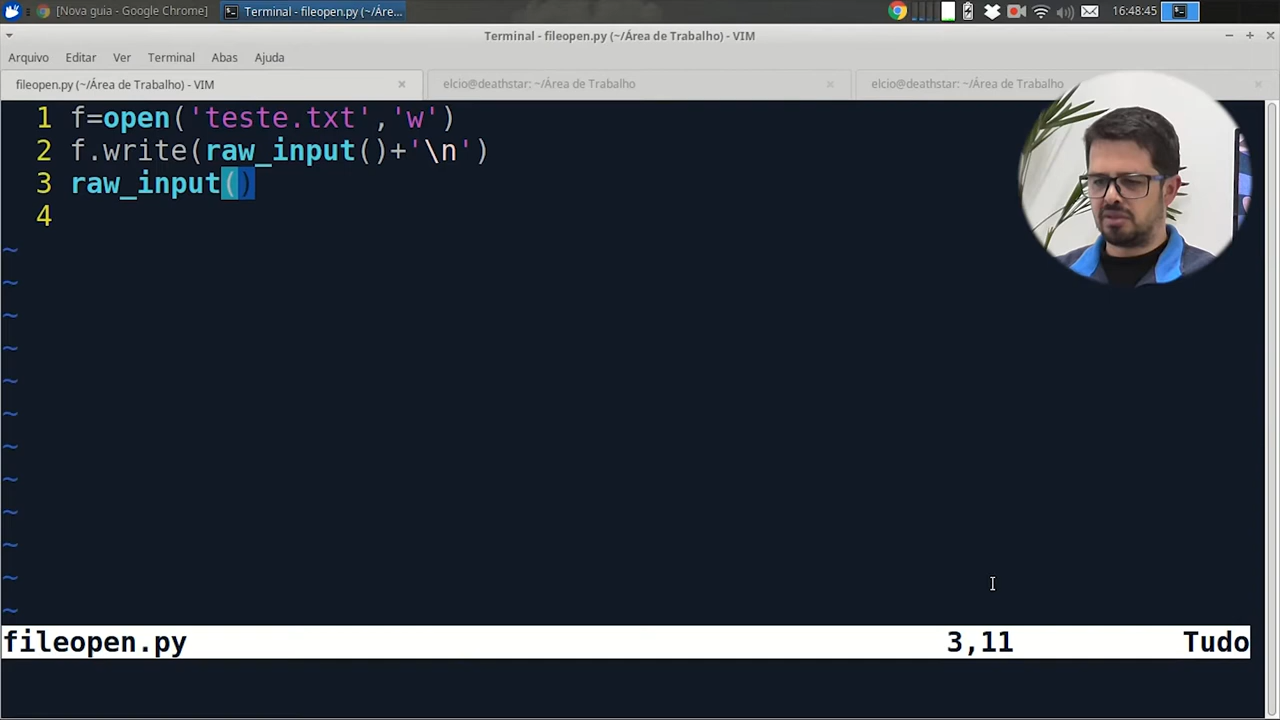 [Nova guia - Google Chrome]
Terminal - fileopen.py (~/Áre...
16:48:45
Terminal - fileopen.py (~/Área de Trabalho) - VIM
Arquivo Editar Ver Terminal Abas Ajuda
fileopen.py (~/Área de Trabalho) - VIM
elcio@deathstar: ~/Área de Trabalho
elcio@deathstar: ~/Área de Trabalho
1 f=open('teste.txt','w')
2 f.write(raw_input()+'\n')
3 raw_input()
4
~
~
~
~
~
~
~
~
~
~
~
~
fileopen.py 3,11 Tudo